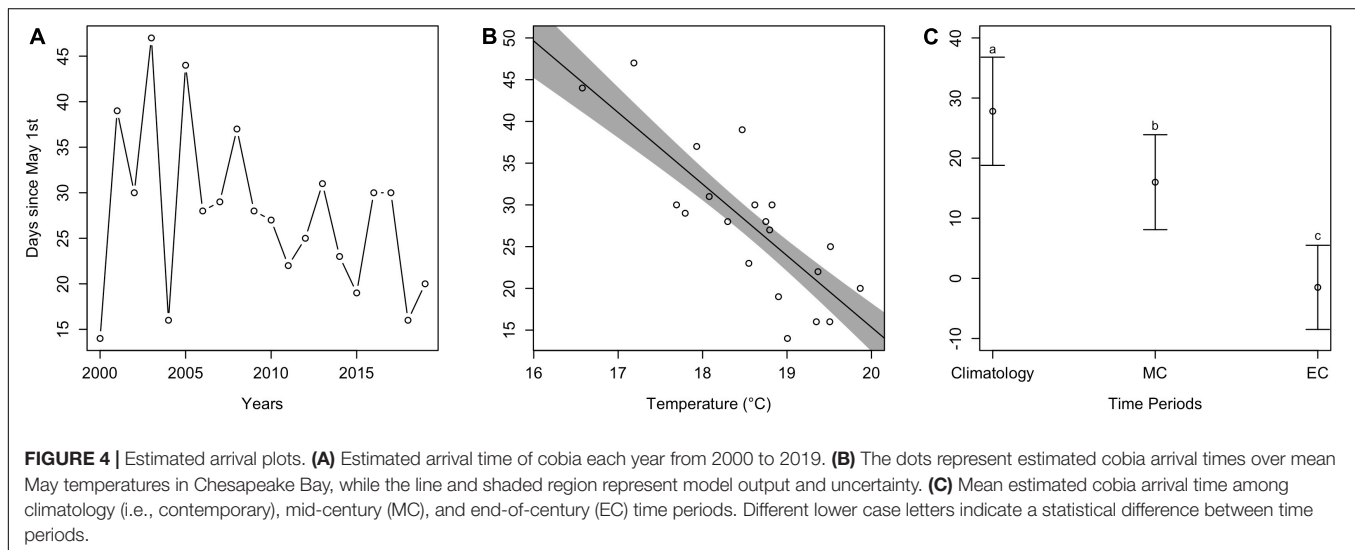 A
B
C
45
40
35
30
25
20
15
Days since May 1st
2000
2005
2010
2015
Years
50
45
40
35
30
25
20
15
16
17
18
19
20
Temperature (°C)
40
30
20
10
0
-10
a
b
c
Climatology
MC
EC
Time Periods
FIGURE 4 | Estimated arrival plots. (A) Estimated arrival time of cobia each year from 2000 to 2019. (B) The dots represent estimated cobia arrival times over mean
May temperatures in Chesapeake Bay, while the line and shaded region represent model output and uncertainty. (C) Mean estimated cobia arrival time among
climatology (i.e., contemporary), mid-century (MC), and end-of-century (EC) time periods. Different lower case letters indicate a statistical difference between time
periods.